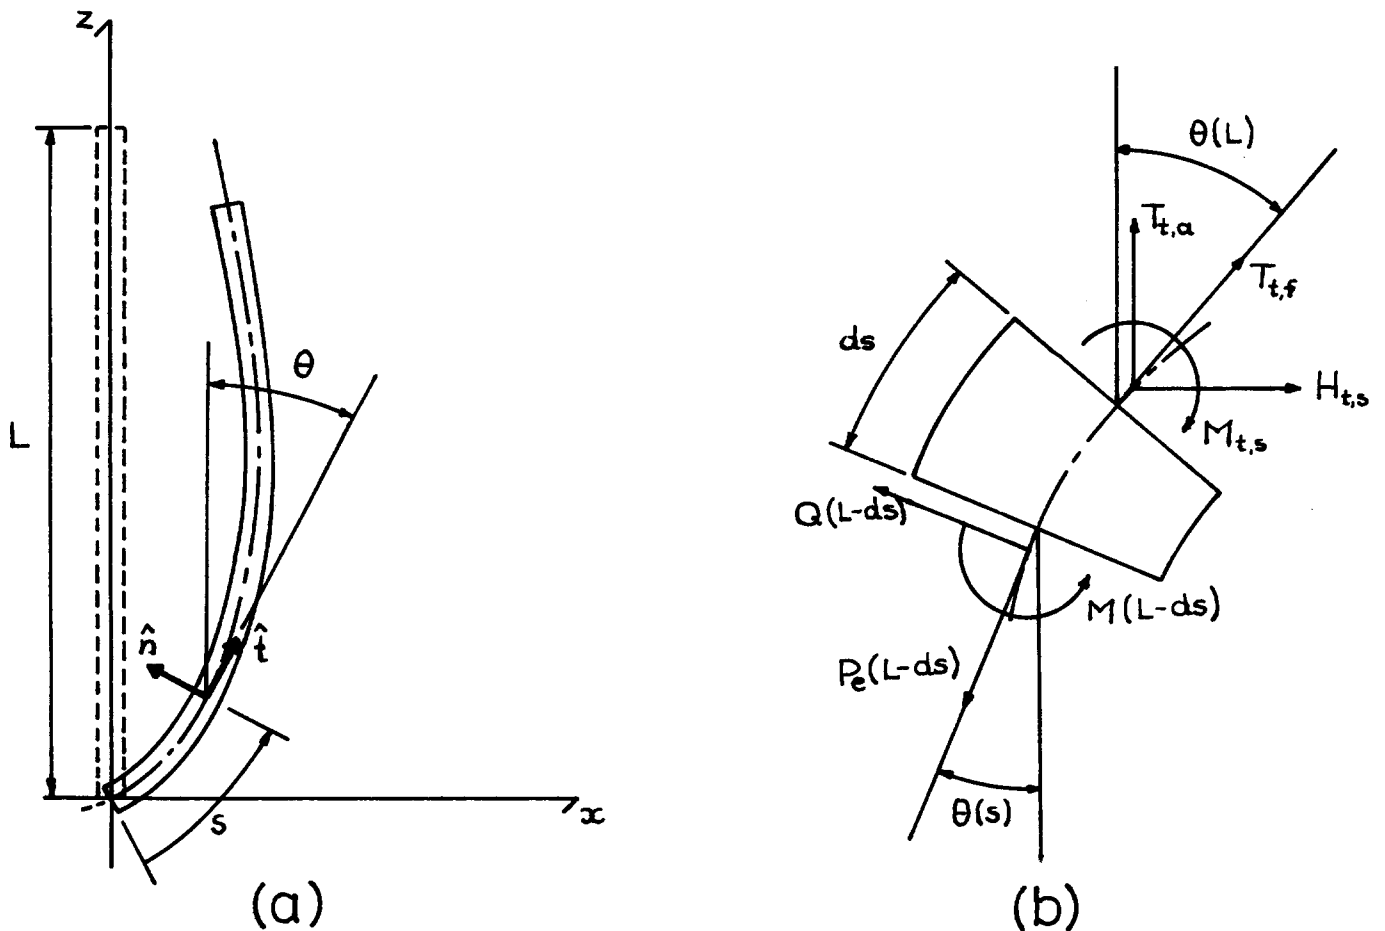 z
L
θ
n̂
t̂
s
x
(a)
θ(L)
T_{t,a}
T_{t,f}
ds
H_{t,s}
M_{t,s}
Q(L-ds)
M(L-ds)
P_e(L-ds)
θ(s)
(b)